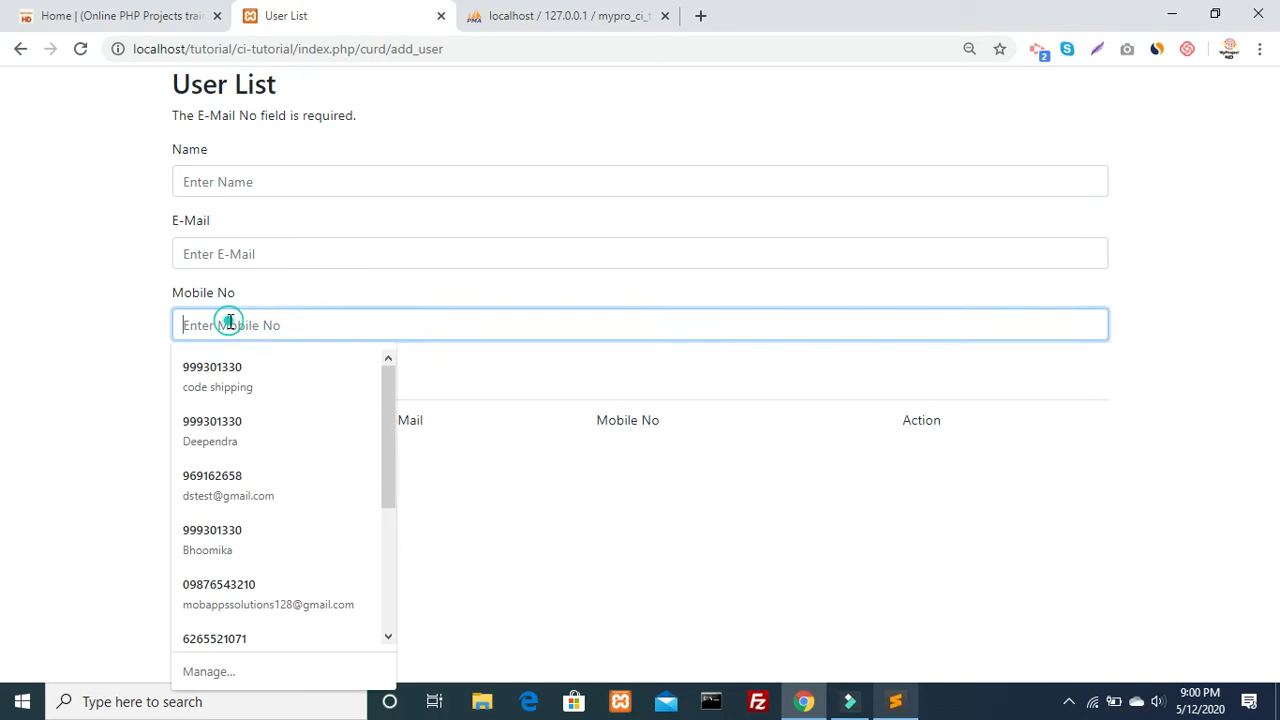 Home | (Online PHP Projects trai
User List
localhost / 127.0.0.1 / mypro_ci_t
localhost/tutorial/ci-tutorial/index.php/curd/add_user
2
User List
The E-Mail No field is required.
Name
Enter Name
E-Mail
Enter E-Mail
Mobile No
Enter Mobile No
999301330
code shipping
Mail
Mobile No
Action
999301330
Deependra
969162658
dstest@gmail.com
999301330
Bhoomika
09876543210
mobappssolutions128@gmail.com
6265521071
Manage...
Type here to search
9:00 PM
5/12/2020